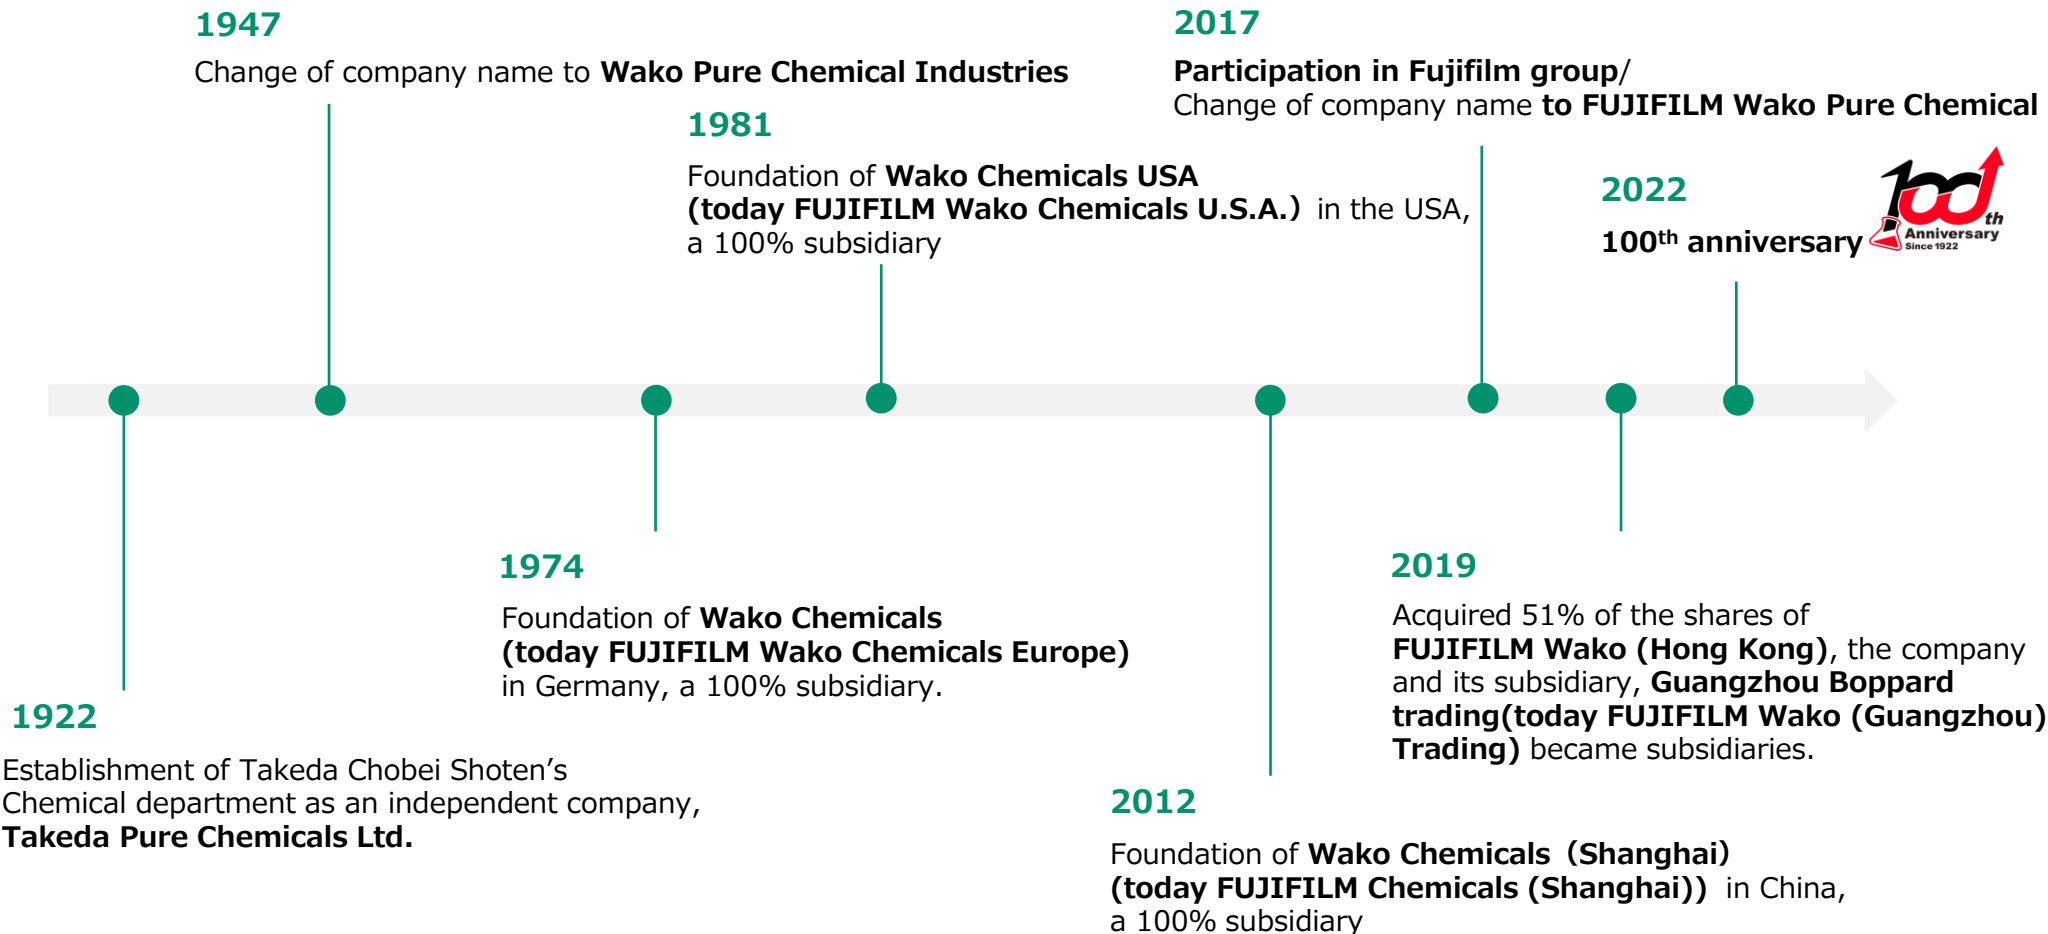 1947
Change of company name to Wako Pure Chemical Industries
2017
Participation in Fujifilm group/
Change of company name to FUJIFILM Wako Pure Chemical
1981
Foundation of Wako Chemicals USA
(today FUJIFILM Wako Chemicals U.S.A.） in the USA,
a 100% subsidiary
2022
100th anniversary
100th
Anniversary
Since 1922
1974
Foundation of Wako Chemicals
(today FUJIFILM Wako Chemicals Europe)
in Germany, a 100% subsidiary.
2019
Acquired 51% of the shares of
FUJIFILM Wako (Hong Kong), the company
and its subsidiary, Guangzhou Boppard
trading(today FUJIFILM Wako (Guangzhou)
Trading) became subsidiaries.
1922
Establishment of Takeda Chobei Shoten’s
Chemical department as an independent company,
Takeda Pure Chemicals Ltd.
2012
Foundation of Wako Chemicals（Shanghai）
(today FUJIFILM Chemicals (Shanghai)) in China,
a 100% subsidiary